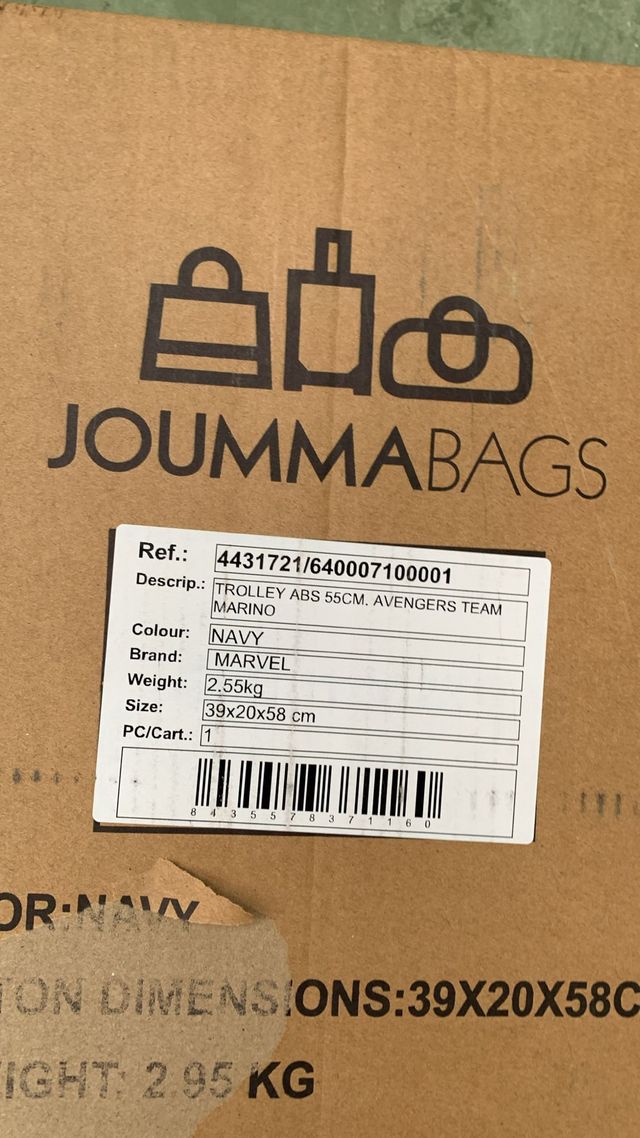 JOUMMABAGS
Ref.: 4431721/640007100001
Descrip.: TROLLEY ABS 55CM. AVENGERS TEAM
MARINO
Colour: NAVY
Brand: MARVEL
Weight: 2.55kg
Size: 39x20x58 cm
PC/Cart.: 1
8435578371160
OR:NAVY
TON DIMENSIONS:39X20X58C
IGHT: 2.95 KG